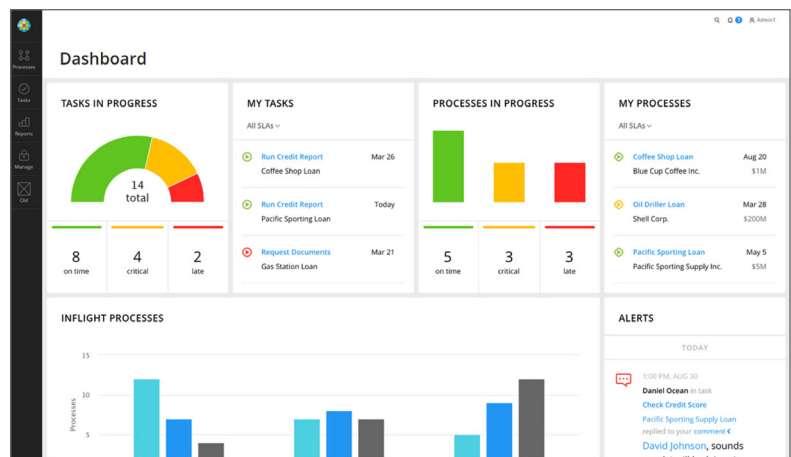 Admin1
Dashboard
Processes
Tasks
Reports
Manage
Old
TASKS IN PROGRESS
14
total
8
on time
4
critical
2
late
MY TASKS
All SLAs
Run Credit Report Mar 26
Coffee Shop Loan
Run Credit Report Today
Pacific Sporting Loan
Request Documents Mar 21
Gas Station Loan
PROCESSES IN PROGRESS
5
on time
3
critical
3
late
MY PROCESSES
All SLAs
Coffee Shop Loan Aug 20
Blue Cup Coffee Inc. $1M
Oil Driller Loan Mar 28
Shell Corp. $200M
Pacific Sporting Loan May 5
Pacific Sporting Supply Inc. $5M
INFLIGHT PROCESSES
15
10
5
Processes
ALERTS
TODAY
1:00 PM, AUG 30
Daniel Ocean in task
Check Credit Score
Pacific Sporting Supply Loan
replied to your comment
David Johnson, sounds